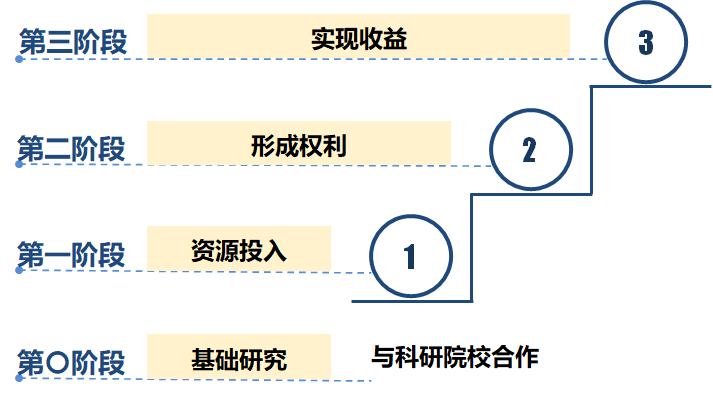 第三阶段 实现收益 3
第二阶段 形成权利 2
第一阶段 资源投入 1
第〇阶段 基础研究 与科研院校合作